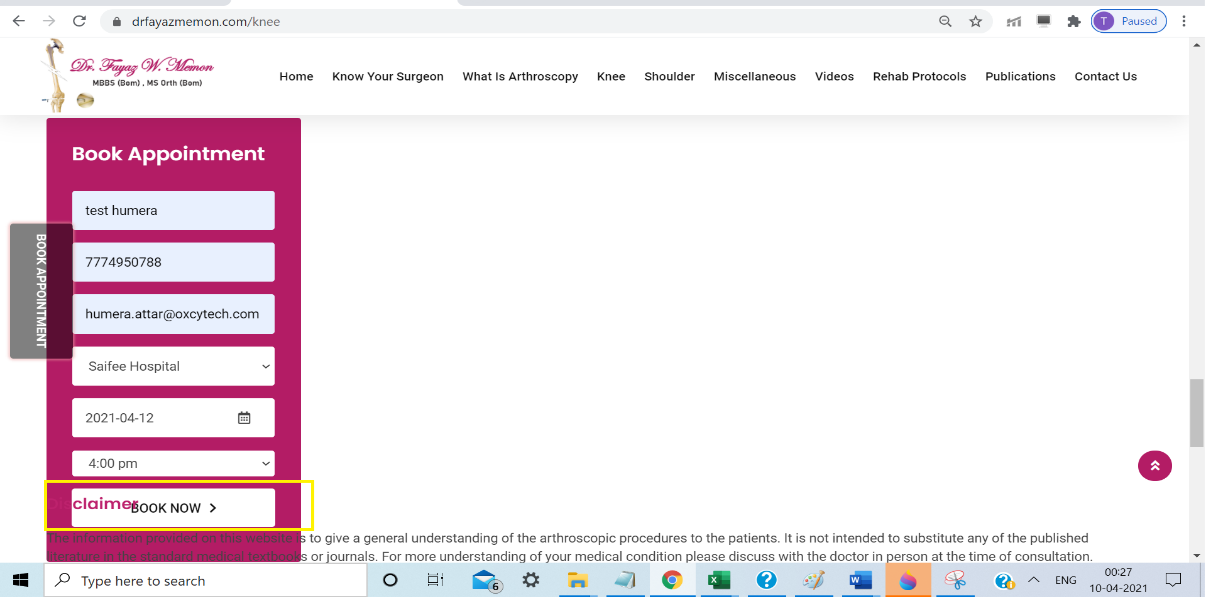 drfayazmemon.com/knee
T Paused
Dr. Fayaz W. Memon
MBBS (Bom) , MS Orth (Bom)
Home Know Your Surgeon What Is Arthroscopy Knee Shoulder Miscellaneous Videos Rehab Protocols Publications Contact Us
Book Appointment
test humera
7774950788
humera.attar@oxcytech.com
BOOK APPOINTMENT
Saifee Hospital
2021-04-12
4:00 pm
Disclaimer
BOOK NOW
The information provided on this website is to give a general understanding of the arthroscopic procedures to the patients. It is not intended to substitute any of the published
literature in the standard medical textbooks or journals. For more understanding of your medical condition please discuss with the doctor in person at the time of consultation.
Type here to search
6
ENG
00:27
10-04-2021